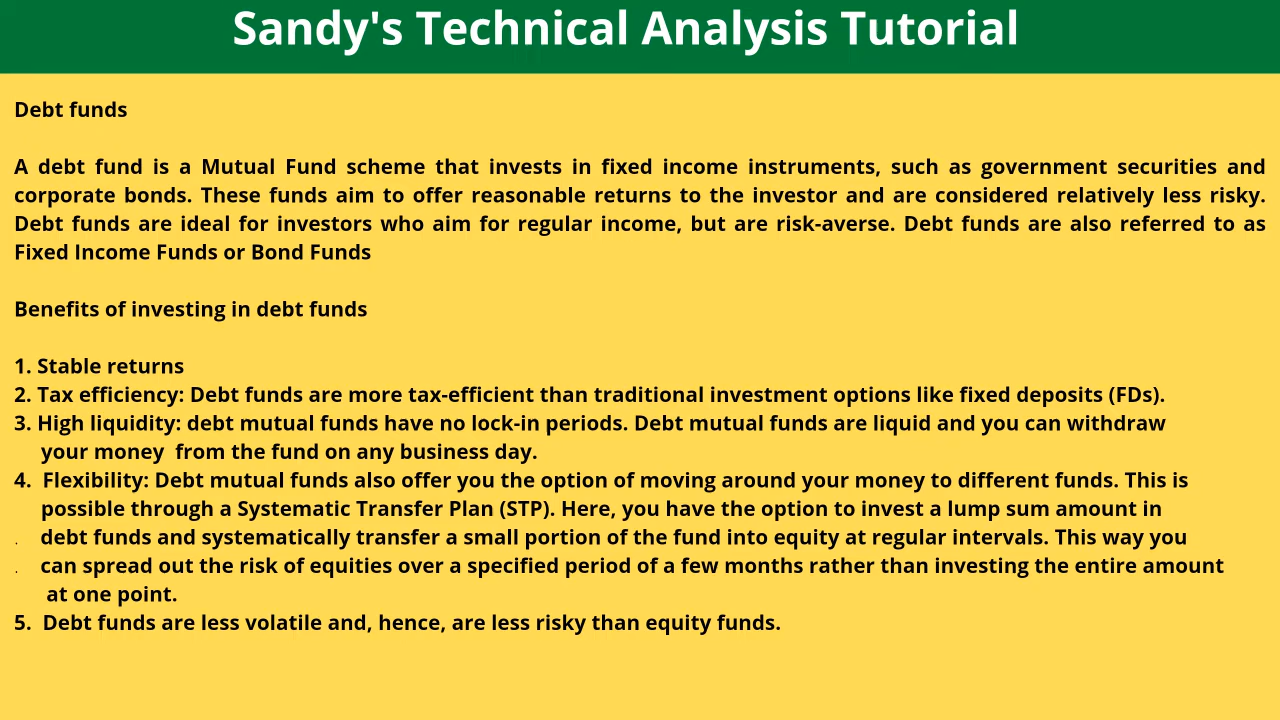 Sandy's Technical Analysis Tutorial
Debt funds
A debt fund is a Mutual Fund scheme that invests in fixed income instruments, such as government securities and
corporate bonds. These funds aim to offer reasonable returns to the investor and are considered relatively less risky.
Debt funds are ideal for investors who aim for regular income, but are risk-averse. Debt funds are also referred to as
Fixed Income Funds or Bond Funds
Benefits of investing in debt funds
1. Stable returns
2. Tax efficiency: Debt funds are more tax-efficient than traditional investment options like fixed deposits (FDs).
3. High liquidity: debt mutual funds have no lock-in periods. Debt mutual funds are liquid and you can withdraw
your money  from the fund on any business day.
4.  Flexibility: Debt mutual funds also offer you the option of moving around your money to different funds. This is
possible through a Systematic Transfer Plan (STP). Here, you have the option to invest a lump sum amount in
. debt funds and systematically transfer a small portion of the fund into equity at regular intervals. This way you
. can spread out the risk of equities over a specified period of a few months rather than investing the entire amount
at one point.
5.  Debt funds are less volatile and, hence, are less risky than equity funds.